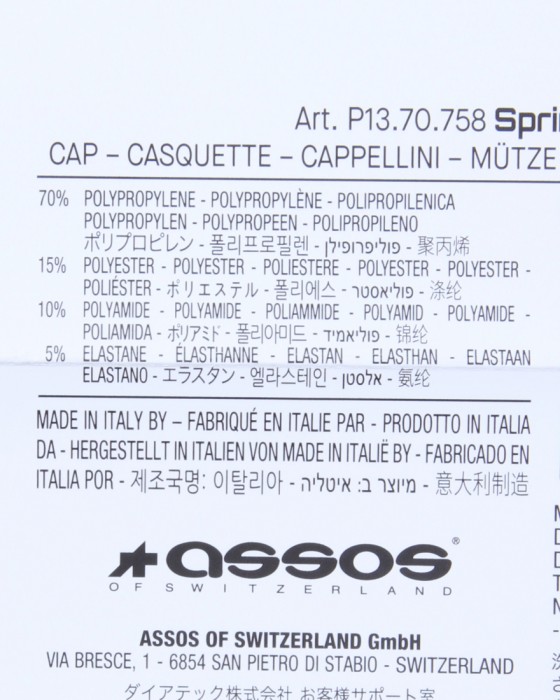 Art. P13.70.758 Spri
CAP – CASQUETTE – CAPPELLINI – MÜTZE
70% POLYPROPYLENE - POLYPROPYLÈNE - POLIPROPILENICA
POLYPROPYLEN - POLYPROPEEN - POLIPROPILENO
ポリプロピレン - 폴리프로필렌 - פוליפרופילן - 聚丙烯
15% POLYESTER - POLYESTER - POLIESTERE - POLYESTER - POLYESTER -
POLIÉSTER - ポリエステル - 폴리에스 - פוליאסטר - 涤纶
10% POLYAMIDE - POLYAMIDE - POLIAMMIDE - POLYAMID - POLYAMIDE -
POLIAMIDA - ポリアミド - 폴리아미드 - פוליאמיד - 锦纶
5% ELASTANE - ÉLASTHANNE - ELASTAN - ELASTHAN - ELASTAAN
ELASTANO - エラスタン - 엘라스테인 - אלסטן - 氨纶
MADE IN ITALY BY – FABRIQUÉ EN ITALIE PAR - PRODOTTO IN ITALIA
DA - HERGESTELLT IN ITALIEN VON MADE IN ITALIË BY - FABRICADO EN
ITALIA POR - 제조국명: 이탈리아 - מיוצר ב: איטליה - 意大利制造
assos®
OF SWITZERLAND
ASSOS OF SWITZERLAND GmbH
VIA BRESCE, 1 - 6854 SAN PIETRO DI STABIO - SWITZERLAND
ダイアテック株式会社 お客様サポート室